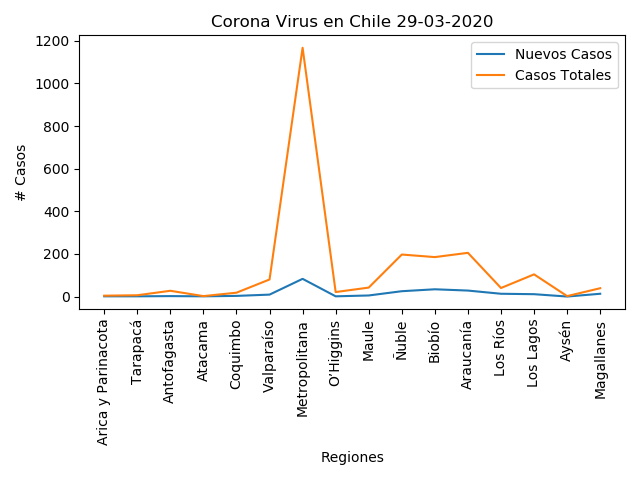 Corona Virus en Chile 29-03-2020
Nuevos Casos
Casos Totales
# Casos
1200
1000
800
600
400
200
0
Arica y Parinacota
Tarapacá
Antofagasta
Atacama
Coquimbo
Valparaíso
Metropolitana
O’Higgins
Maule
Ñuble
Biobío
Araucanía
Los Ríos
Los Lagos
Aysén
Magallanes
Regiones